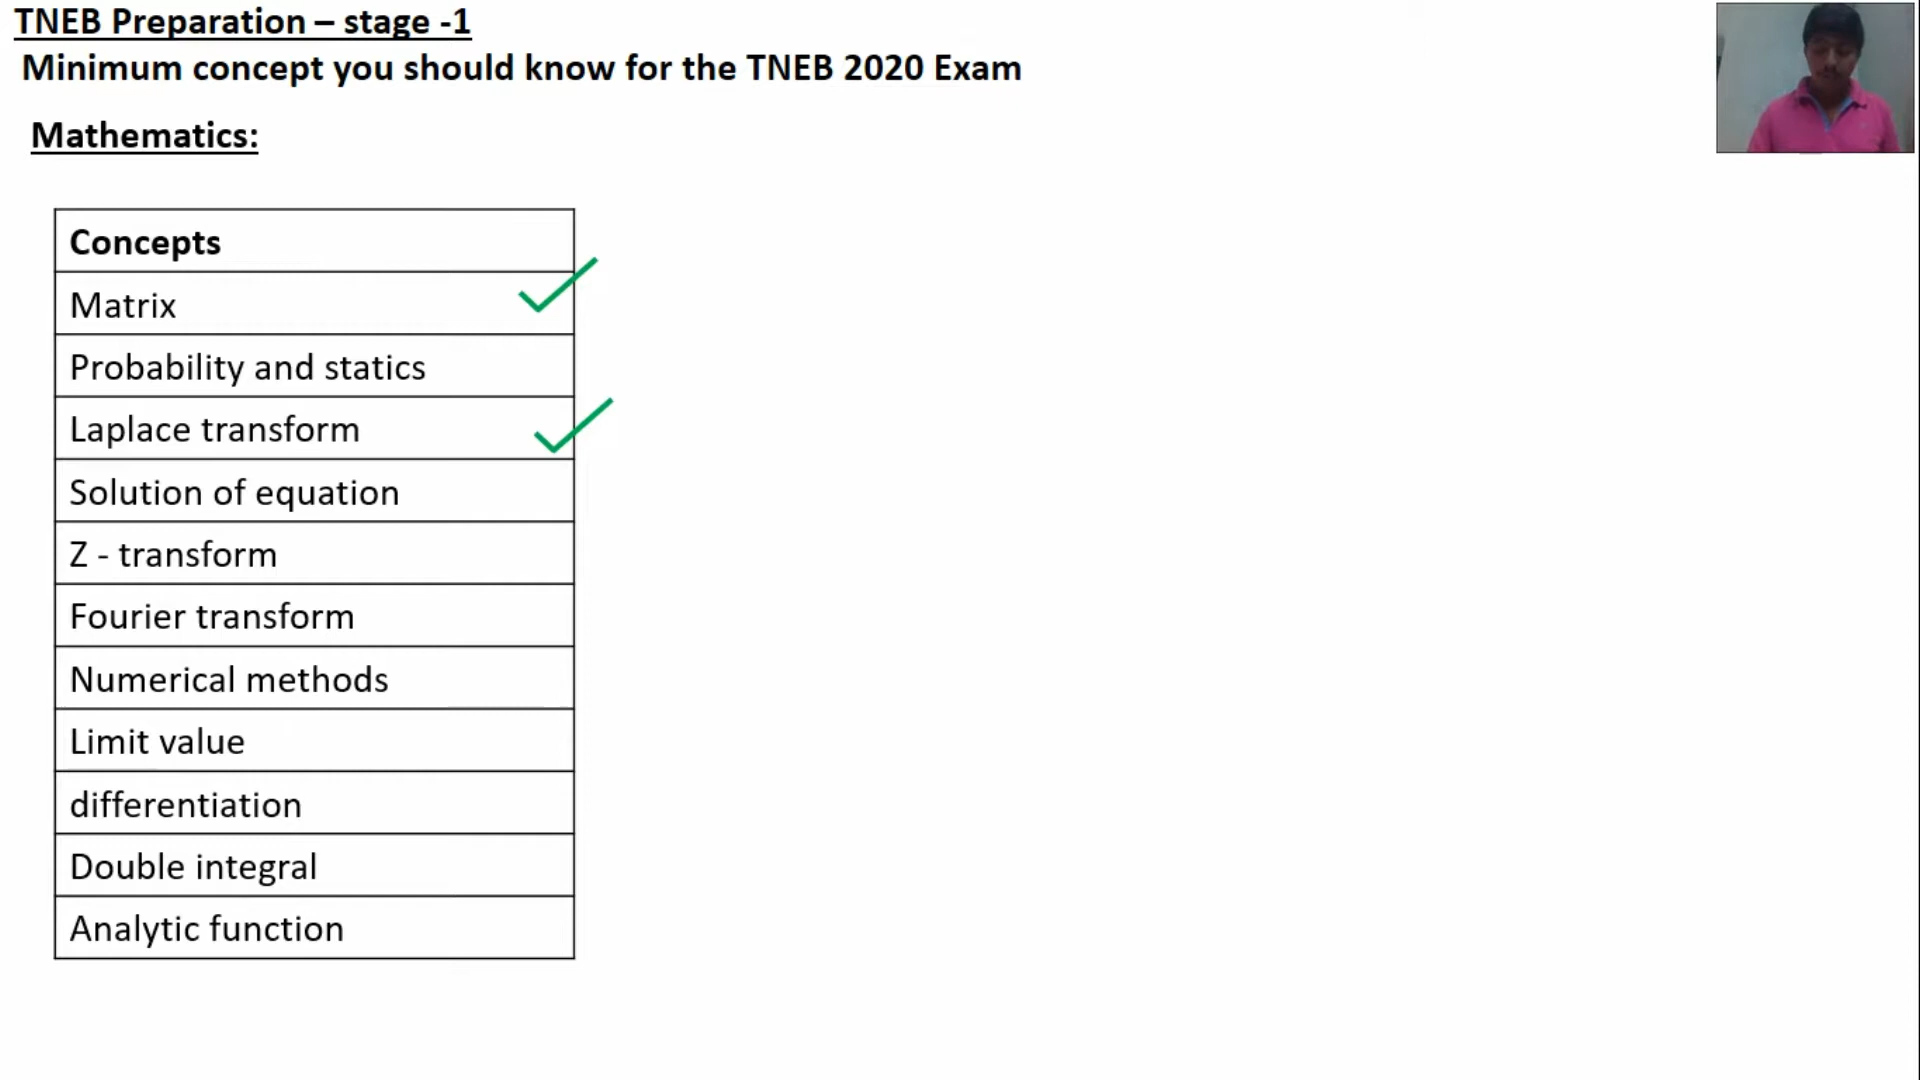 TNEB Preparation – stage -1
Minimum concept you should know for the TNEB 2020 Exam
Mathematics:
Concepts
Matrix
Probability and statics
Laplace transform
Solution of equation
Z - transform
Fourier transform
Numerical methods
Limit value
differentiation
Double integral
Analytic function